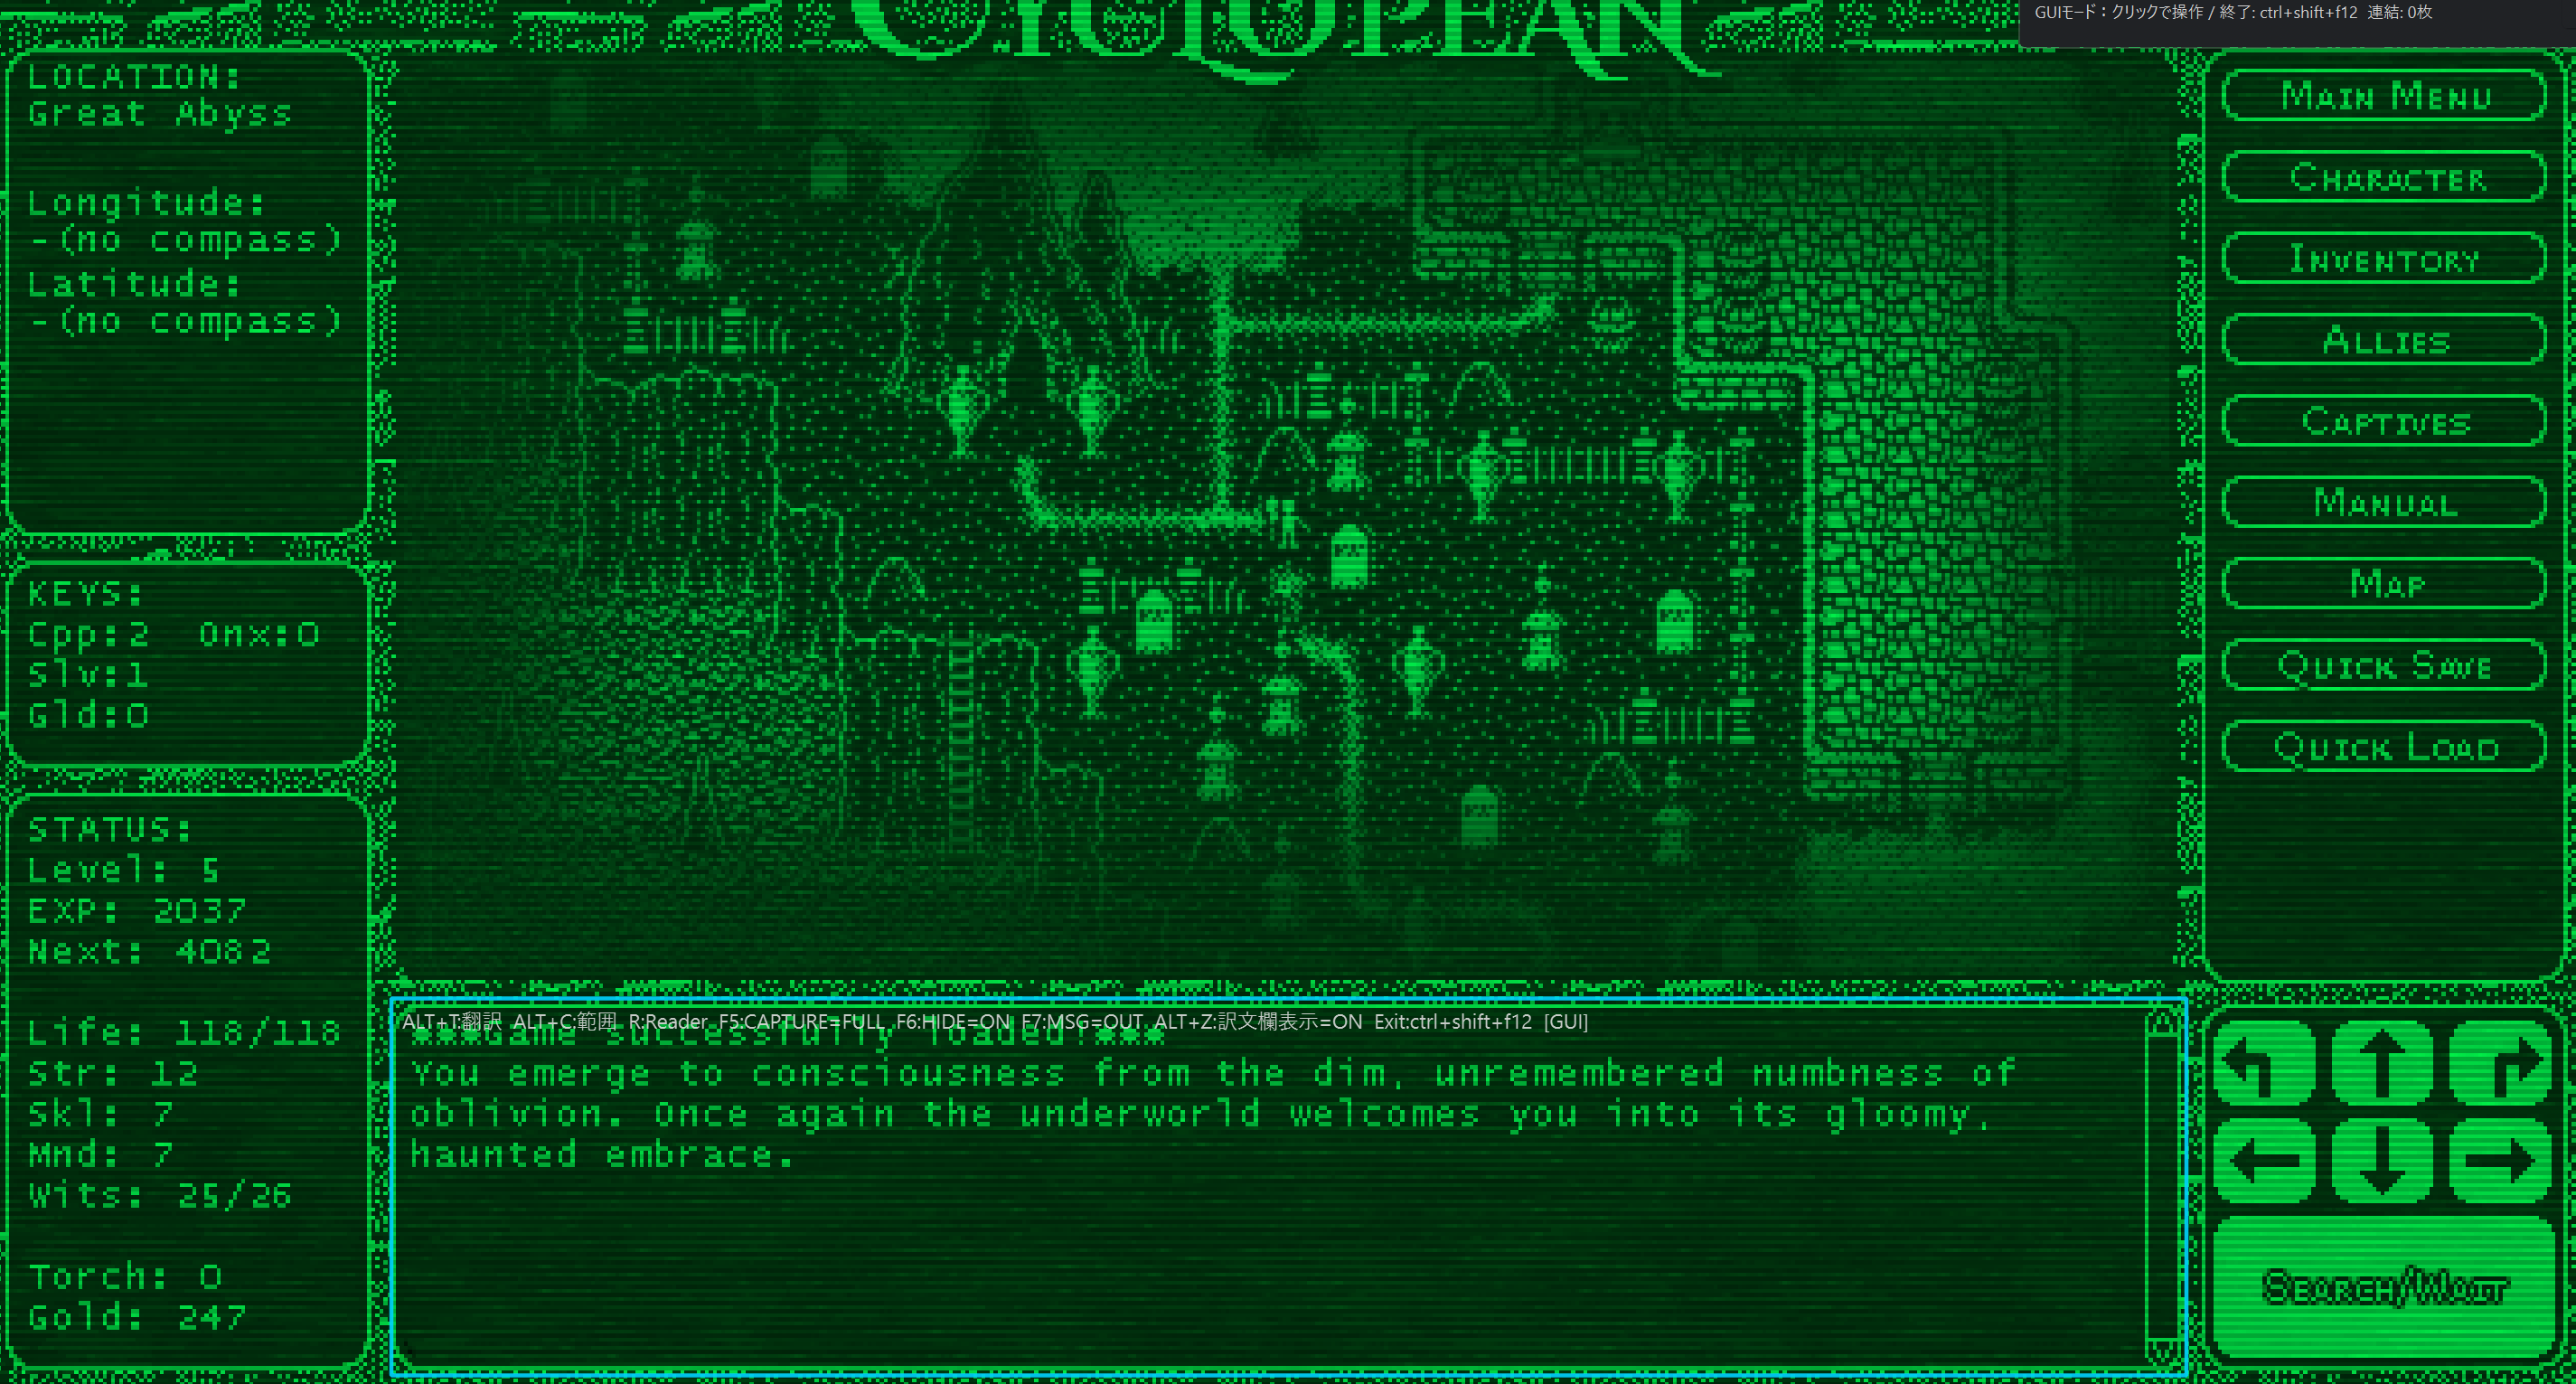 GUIモード：クリックで操作 / 終了: ctrl+shift+f12 連結: 0枚
LOCATION:
Great Abyss
Longitude:
-(no compass)
Latitude:
-(no compass)
KEYS:
Cpp:2 Onx:0
Slv:1
Gld:0
STATUS:
Level: 5
EXP: 2037
Next: 4082
Life: 118/118
Str: 12
Skl: 7
Mnd: 7
Wits: 25/26
Torch: 0
Gold: 247
ALT+T:翻訳 ALT+C:範囲 R:Reader F5:CAPTURE=FULL F6:HIDE=ON F7:MSG=OUT ALT+Z:訳文欄表示=ON Exit:ctrl+shift+f12 [GUI]
***Game successfully loaded!***
You emerge to consciousness from the dim, unremembered numbness of
oblivion. Once again the underworld welcomes you into its gloomy,
haunted embrace.
MAIN MENU
CHARACTER
INVENTORY
ALLIES
CAPTIVES
MANUAL
MAP
QUICK SAVE
QUICK LOAD
SEARCH/WAIT